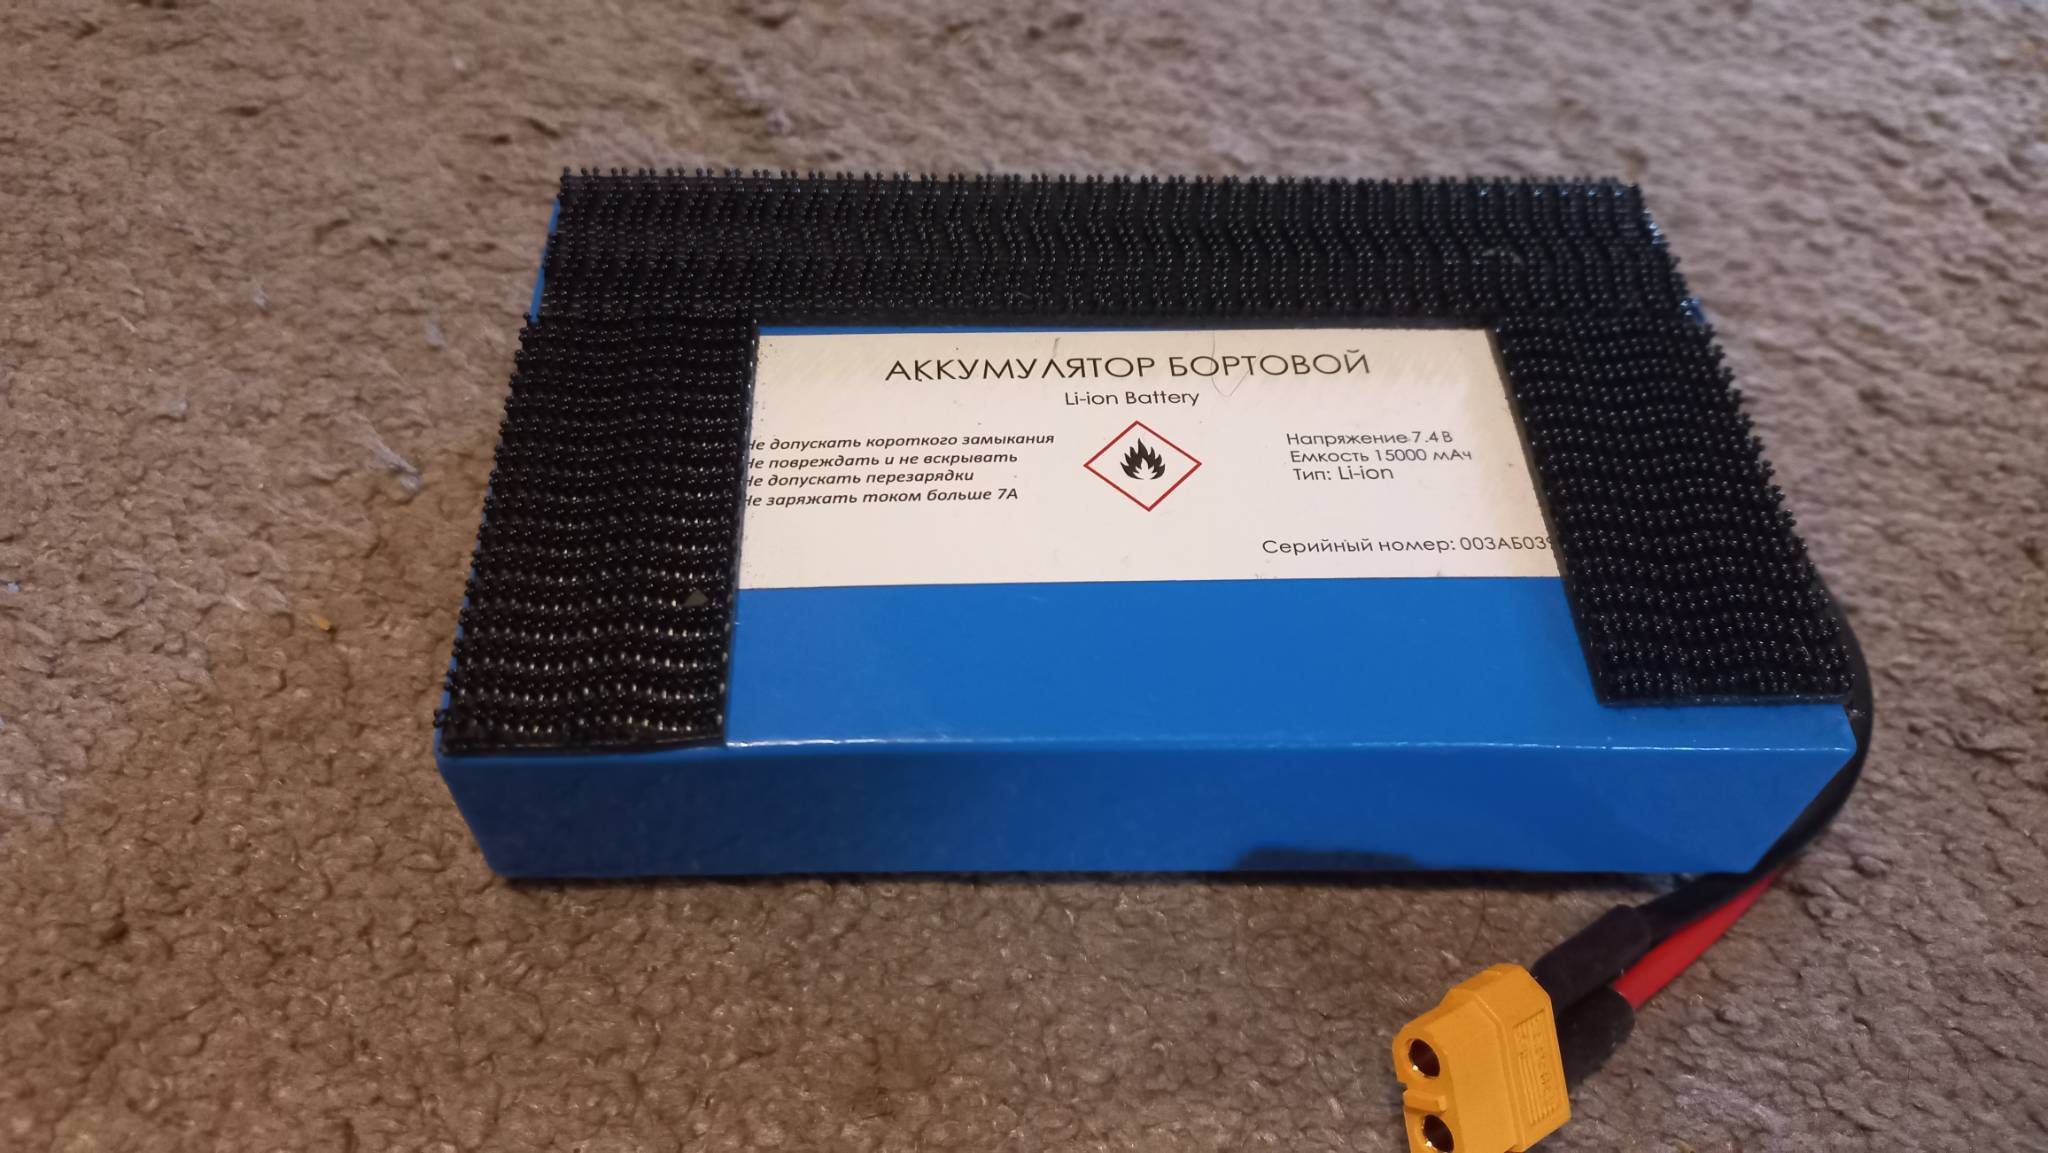 АККУМУЛЯТОР БОРТОВОЙ
Li-ion Battery
Не допускать короткого замыкания
Не повреждать и не вскрывать
Не допускать перезарядки
Не заряжать током больше 7А
Напряжение 7.4 В
Емкость 15000 мАч
Тип: Li-ion
Серийный номер: 003АБ039